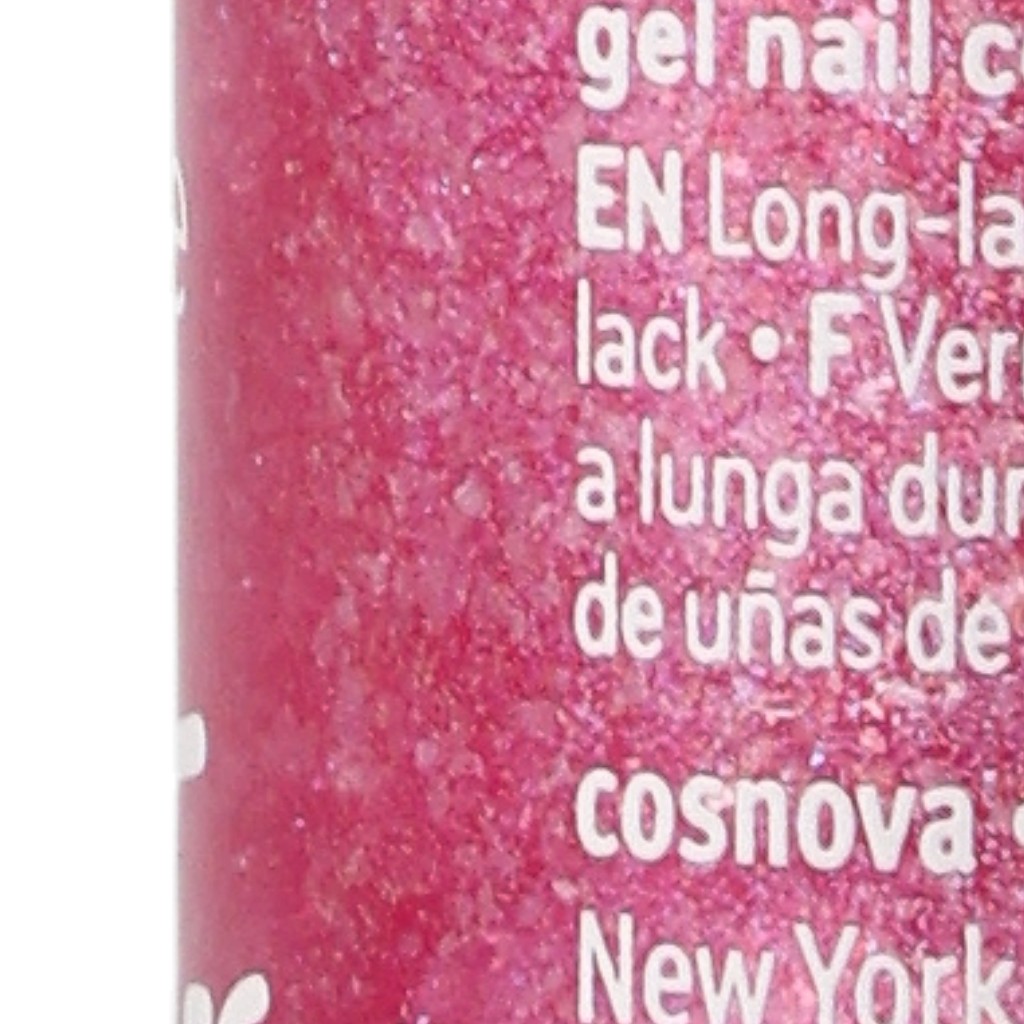 gel nail c
EN Long-la
lack • F Ver
a lunga dur
de uñas de
cosnova •
New York